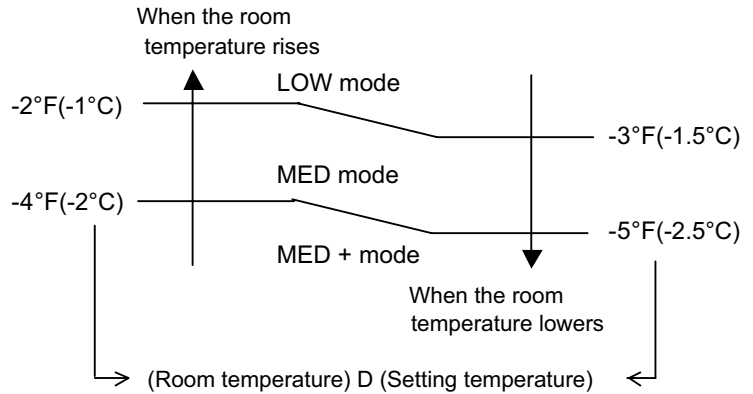 When the room
temperature rises
LOW mode
-2°F(-1°C)
-3°F(-1.5°C)
MED mode
-4°F(-2°C)
-5°F(-2.5°C)
MED + mode
When the room
temperature lowers
(Room temperature) D (Setting temperature)